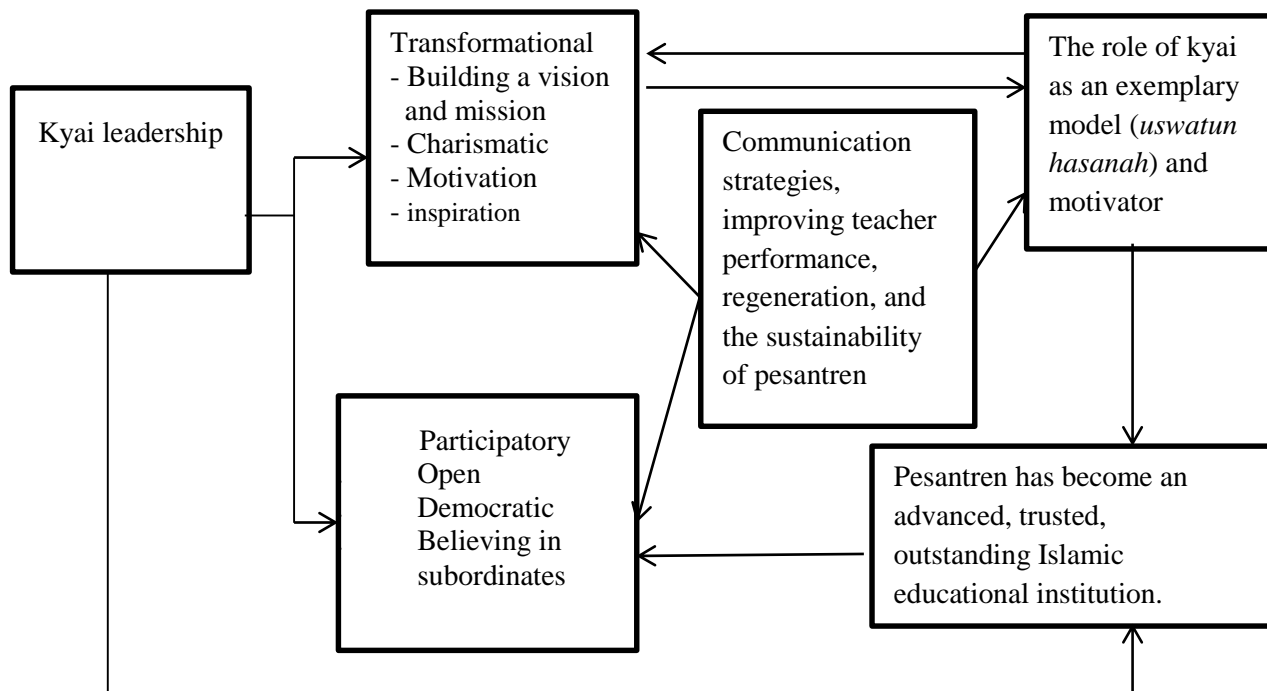 Kyai leadership
Transformational
- Building a vision
and mission
- Charismatic
- Motivation
- inspiration
Participatory
Open
Democratic
Believing in
subordinates
Communication
strategies,
improving teacher
performance,
regeneration, and
the sustainability
of pesantren
The role of kyai
as an exemplary
model (uswatun
hasanah) and
motivator
Pesantren has become an
advanced, trusted,
outstanding Islamic
educational institution.